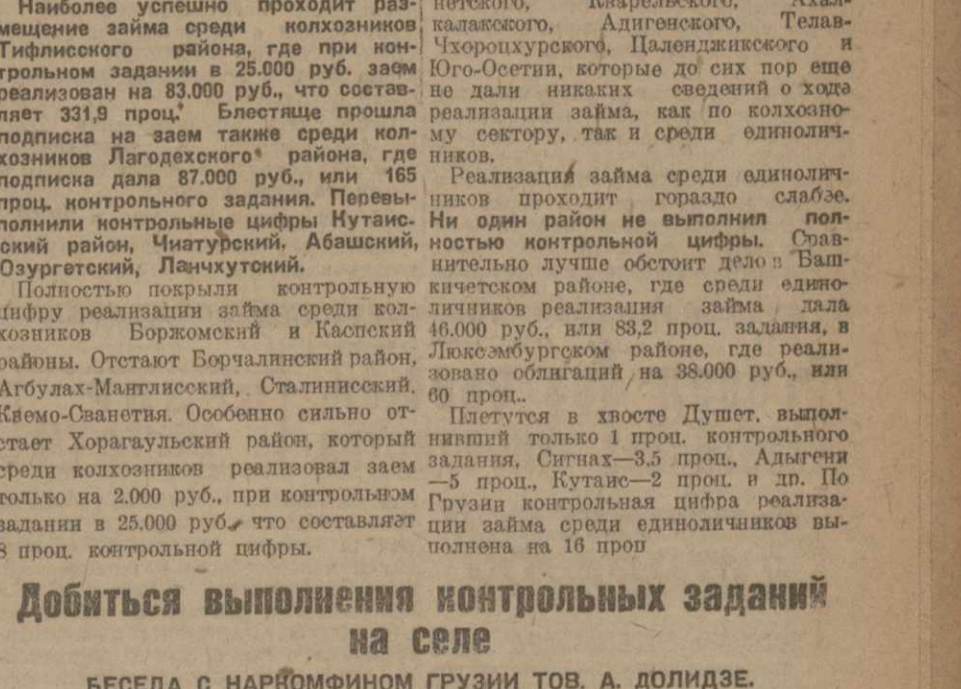 Наиболее успешно проходит раз-
мещение займа среди колхозников
Тифлисского района, где при кон-
трольном задании в 25.000 руб. заем
реализован на 83.000 руб., что состав-
ляет 331,9 проц. Блестяще прошла
подписка на заем также среди кол-
хозников Лагодехского района, где
подписка дала 87.000 руб., или 165
проц. контрольного задания. Перевы-
полнили контрольные цифры Кутаис-
ский район, Чиатурский, Абашский,
Озургетский, Ланчхутский.
Полностью покрыли контрольную
цифру реализации займа среди кол-
хозников Боржомский и Каспский
районы. Отстают Борчалинский район,
Агбулах-Манглисский, Сталинисский,
Квемо-Сванетия. Особенно сильно от-
стает Хорагаульский район, который
среди колхозников реализовал заем
только на 2.000 руб., при контрольном
задании в 25.000 руб., что составляет
8 проц. контрольной цифры.
нетского, Кварельского, Ахал-
калакского, Адигенского, Телав-
Чхороцхурского, Цаленджикского и
Юго-Осетии, которые до сих пор еще
не дали никаких сведений о ходе
реализации займа, как по колхозно-
му сектору, так и среди единолич-
ников.
Реализация займа среди единолич-
ников проходит гораздо слабее.
Ни один район не выполнил пол-
ностью контрольной цифры. Срав-
нительно лучше обстоит дело в Баш-
кичетском районе, где среди едино-
личников реализация займа дала
46.000 руб., или 83,2 проц. задания, в
Люксэмбургском районе, где реали-
зовано облигаций на 38.000 руб., или
60 проц..
Плетутся в хвосте Душет, выпол-
нивший только 1 проц. контрольного
задания, Сигнах—3,5 проц., Адыгени
—5 проц., Кутаис—2 проц. и др. По
Грузии контрольная цифра реализа-
ции займа среди единоличников вы-
полнена на 16 проц
Добиться выполнения контрольных заданий
на селе
БЕСЕДА С НАРКОМФИНОМ ГРУЗИИ ТОВ. А. ДОЛИДЗЕ.